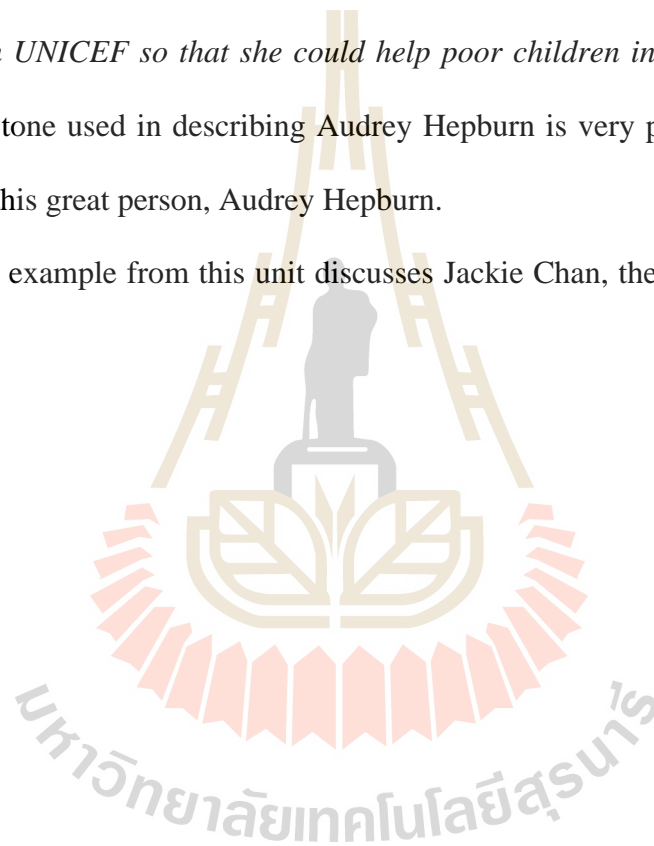 UNICEF so that she could help poor children in
tone used in describing Audrey Hepburn is very
his great person, Audrey Hepburn.
example from this unit discusses Jackie Chan, the
มหาวิทยาลัยเทคโนโลยีสุรนารี